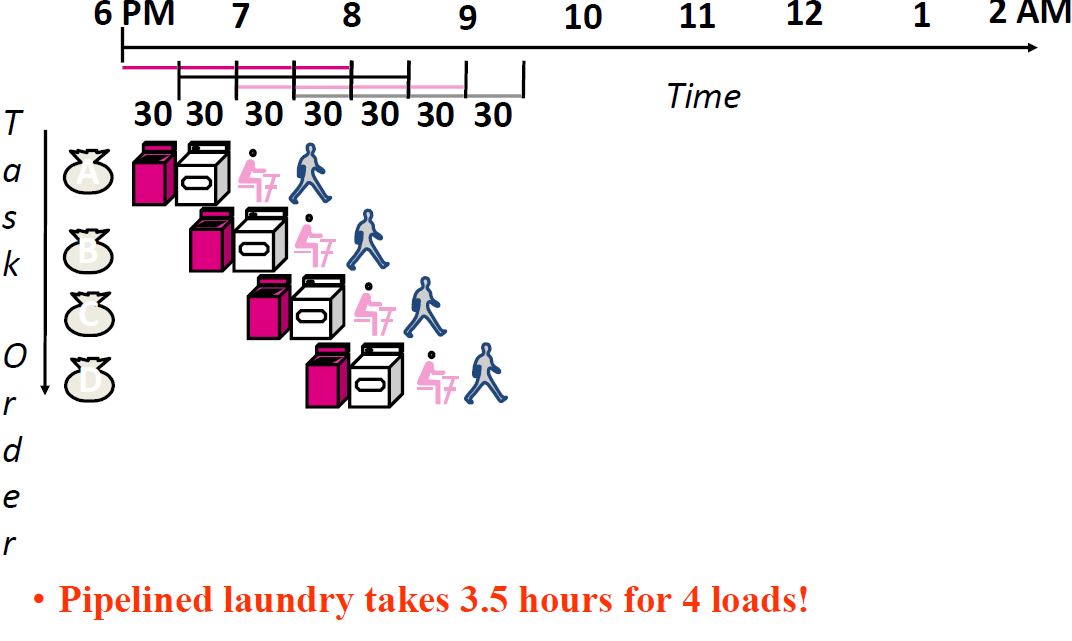 6 PM 7 8 9 10 11 12 1 2 AM
Time
30 30 30 30 30 30 30
Task Order
A
B
C
D
• Pipelined laundry takes 3.5 hours for 4 loads!